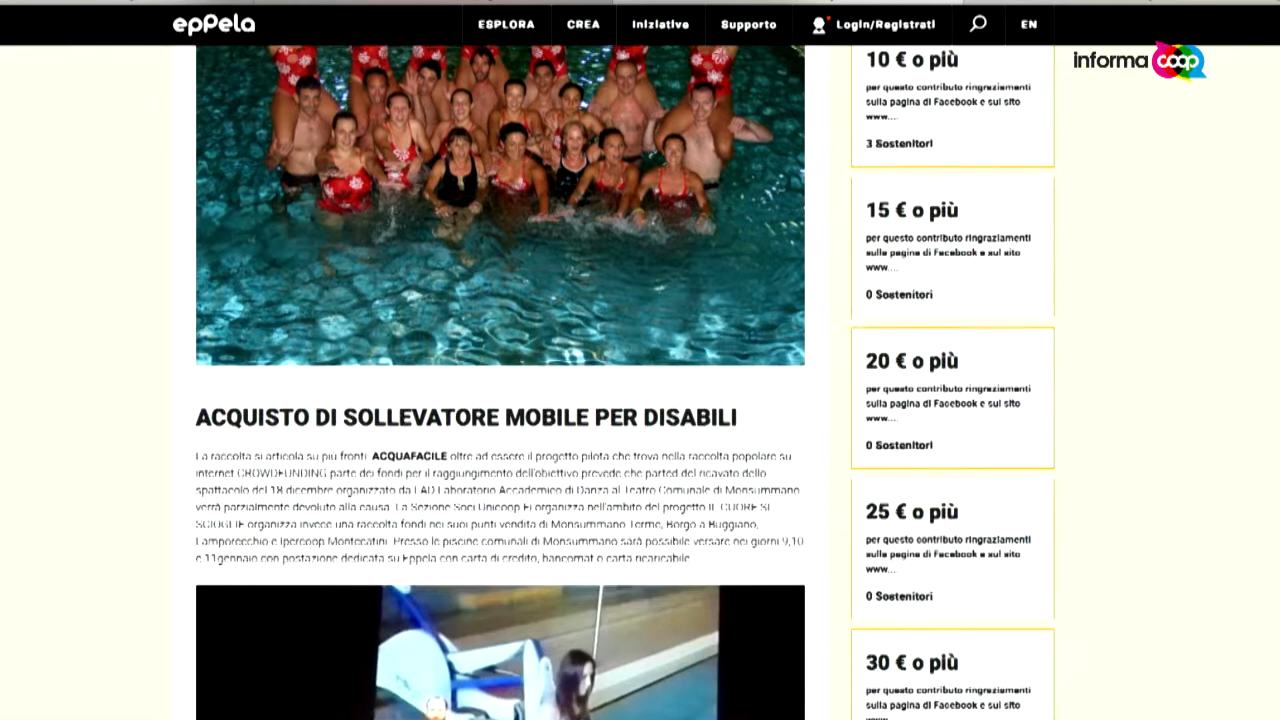 eppela
ESPLORA
CREA
Iniziative
Supporto
Login/Registrati
EN
informa coop
10 € o più
per questo contributo ringraziamenti
sulla pagina di Facebook e sul sito
www....
3 Sostenitori
15 € o più
per questo contributo ringraziamenti
sulla pagina di Facebook e sul sito
www....
0 Sostenitori
20 € o più
per questo contributo ringraziamenti
sulla pagina di Facebook e sul sito
www....
0 Sostenitori
25 € o più
per questo contributo ringraziamenti
sulla pagina di Facebook e sul sito
www....
0 Sostenitori
30 € o più
per questo contributo ringraziamenti
sulla pagina di Facebook e sul sito
ACQUISTO DI SOLLEVATORE MOBILE PER DISABILI
La raccolta si articola su più fronti: ACQUAFACILE oltre ad essere il progetto pilota che trova nella raccolta popolare su
internet CROWDFUNDING parte dei fondi per il raggiungimento dell'obiettivo prevede che parted del ricavato dello
spattacolo del 18 dicembre organizzato da LAD Laboratorio Accademico di Danza al Teatro Comunale di Monsummano
verrà parzialmente devoluto alla causa. La Sezione Soci Unicoop Fi organizza nell'ambito del progetto IL CUORE SI
SCIOGLIE organizza invece una raccolta fondi nei suoi punti vendita di Monsummano Terme, Borgo a Buggiano,
Lamporecchio e Ipercoop Montecatini. Presso le piscine comunali di Monsummano sarà possibile versare nei giorni 9,10
e 11gennaio con postazione dedicata su Eppela con carta di credito, bancomat o carta ricaricabile.